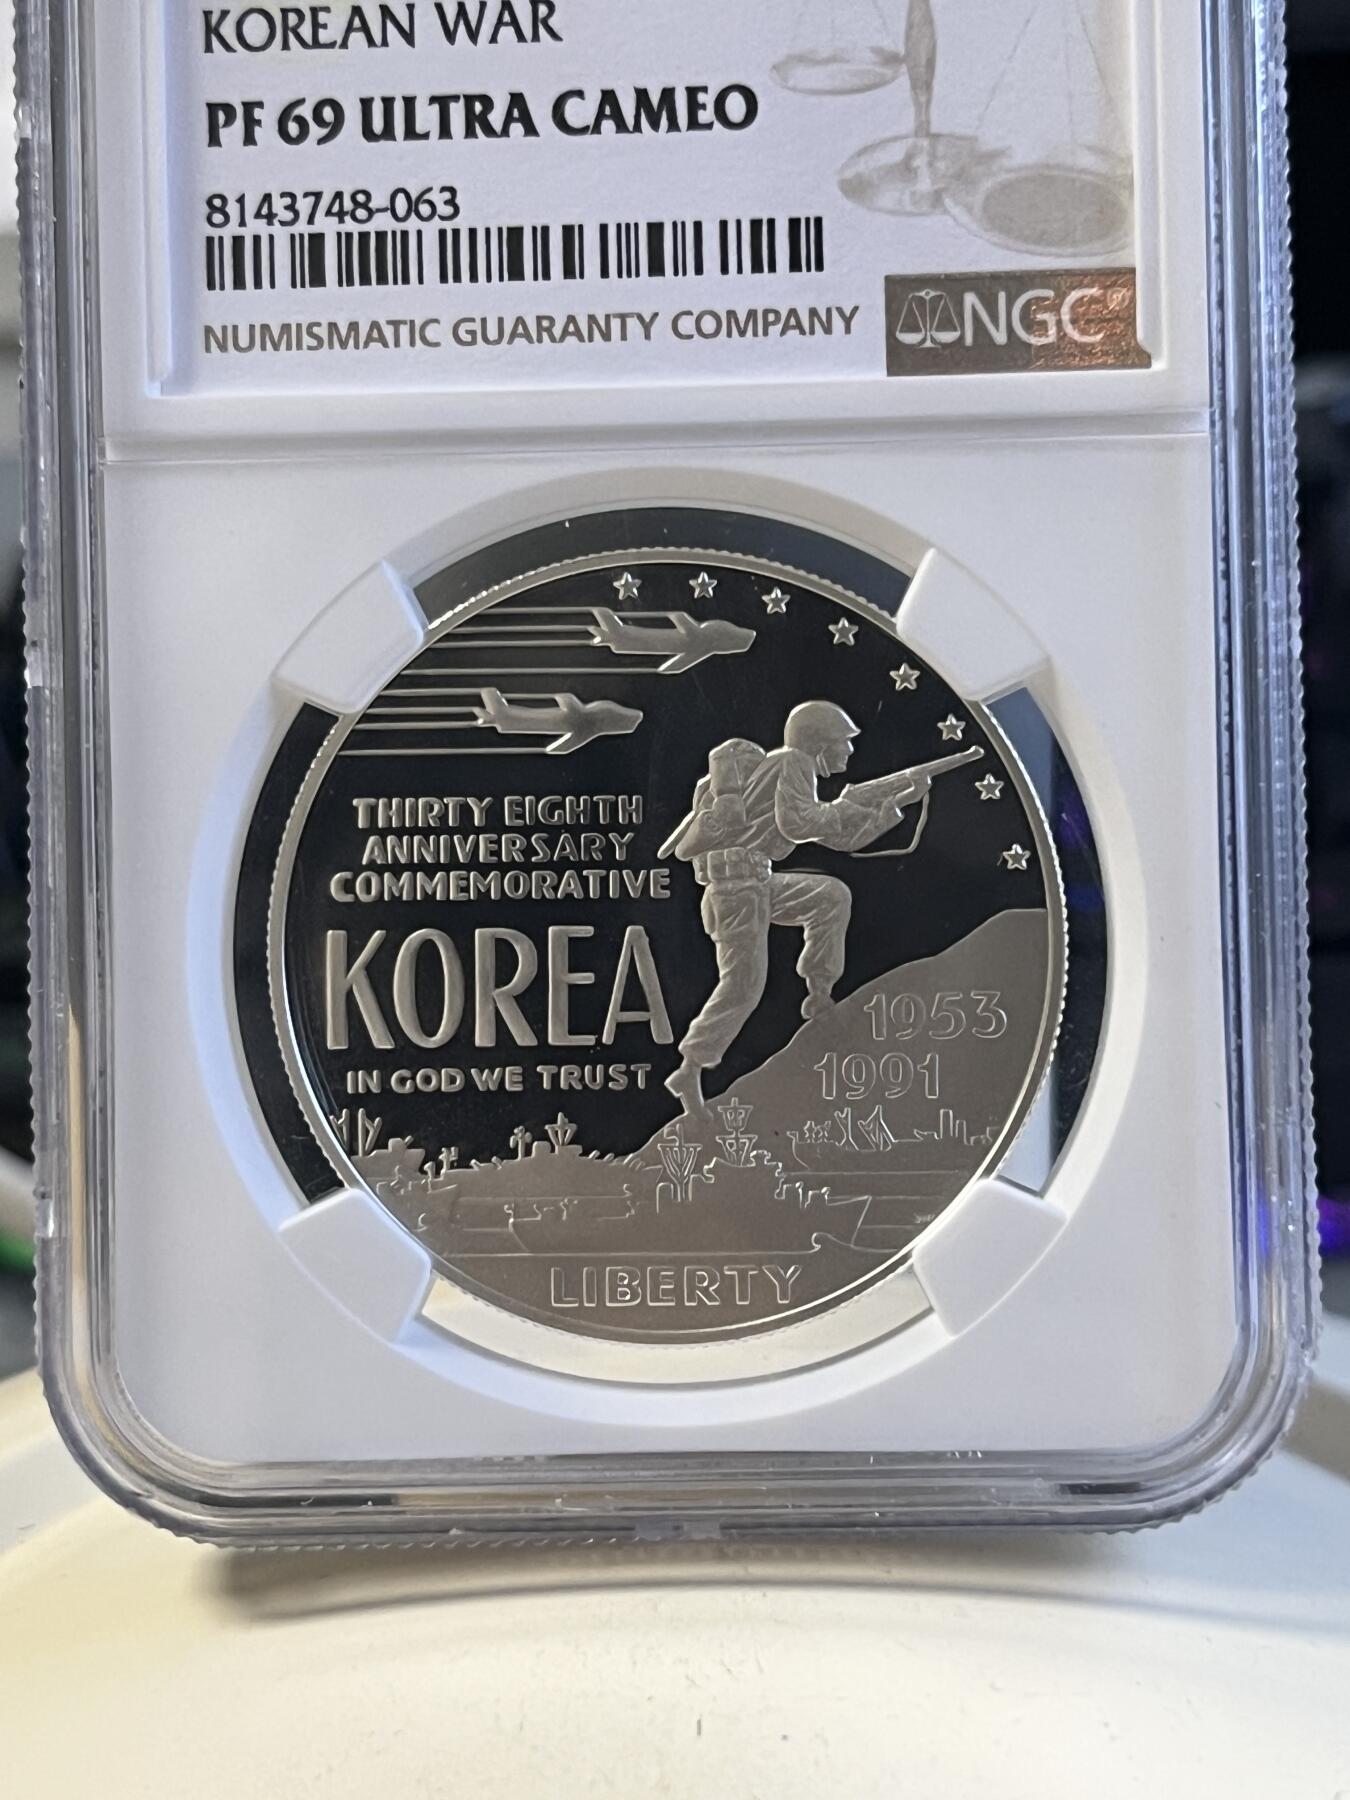 KOREAN WAR
PF 69 ULTRA CAMEO
8143748-063
NUMISMATIC GUARANTY COMPANY
NGC
THIRTY EIGHTH
ANNIVERSARY
COMMEMORATIVE
KOREA
IN GOD WE TRUST
1953
1991
LIBERTY